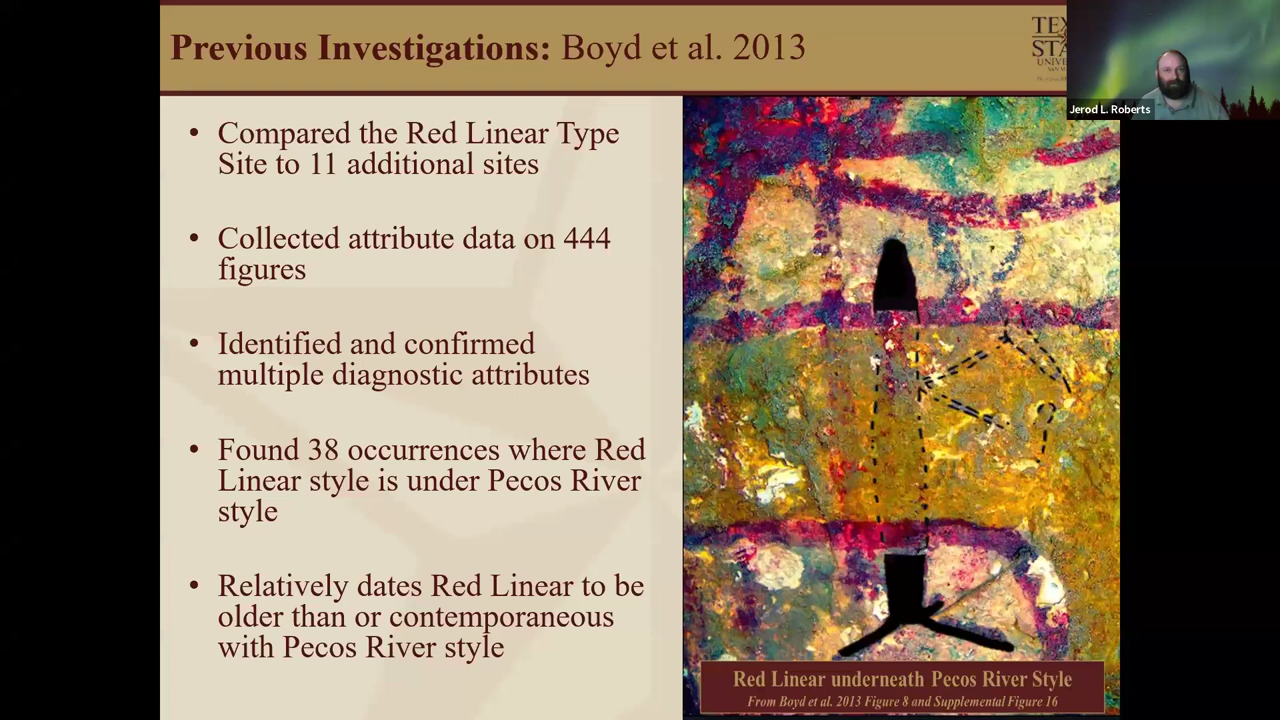 Previous Investigations: Boyd et al. 2013
TEX
STA
UNIVE
Jerod L. Roberts
• Compared the Red Linear Type
Site to 11 additional sites
• Collected attribute data on 444
figures
• Identified and confirmed
multiple diagnostic attributes
• Found 38 occurrences where Red
Linear style is under Pecos River
style
• Relatively dates Red Linear to be
older than or contemporaneous
with Pecos River style
Red Linear underneath Pecos River Style
From Boyd et al. 2013 Figure 8 and Supplemental Figure 16